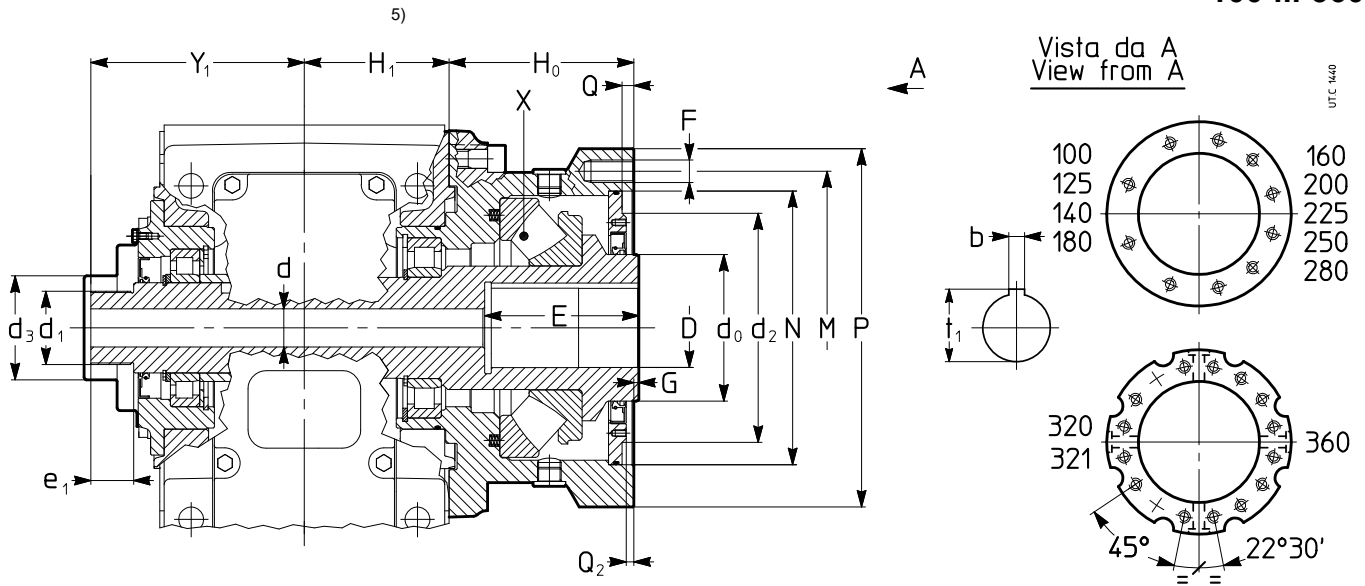 5)
Y₁
H₁
H₀
A
Q
X
F
Vista da A
View from A
UTC 1440
100
125
140
180
160
200
225
250
280
b
t₁
d
d₃
d₁
E
D
d₀
d₂
N
M
P
G
e₁
Q₂
320
321
360
45°
22°30'
= =